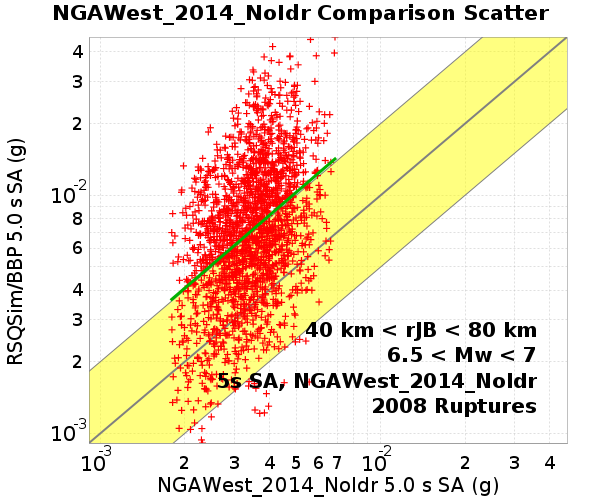 NGAWest_2014_NoIdr Comparison Scatter
RSQSim/BBP 5.0 s SA (g)
4
3
2
10-2
8
6
4
3
2
10-3
40 km < rJB < 80 km
6.5 < Mw < 7
5s SA, NGAWest_2014_NoIdr
2008 Ruptures
10-3 2 3 4 5 6 7 10-2 2 3 4
NGAWest_2014_NoIdr 5.0 s SA (g)